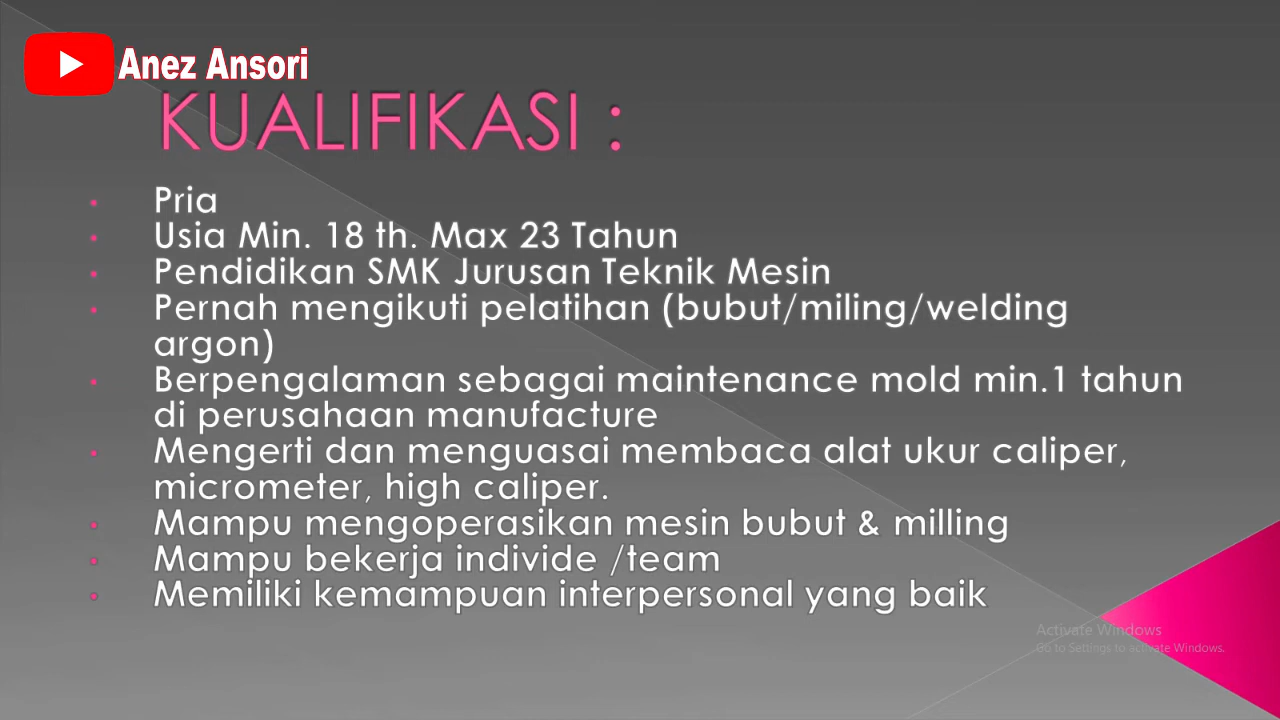 Anez Ansori
KUALIFIKASI :
• Pria
• Usia Min. 18 th. Max 23 Tahun
• Pendidikan SMK Jurusan Teknik Mesin
• Pernah mengikuti pelatihan (bubut/miling/welding
argon)
• Berpengalaman sebagai maintenance mold min.1 tahun
di perusahaan manufacture
• Mengerti dan menguasai membaca alat ukur caliper,
micrometer, high caliper.
• Mampu mengoperasikan mesin bubut & milling
• Mampu bekerja individe /team
• Memiliki kemampuan interpersonal yang baik
Activate Windows
Go to Settings to activate Windows.